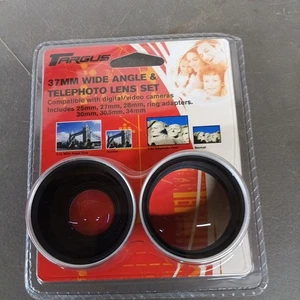 TARGUS
37MM WIDE ANGLE &
TELEPHOTO LENS SET
Compatible with digital/video cameras
Includes 25mm, 27mm, 28mm, ring adapters.
30mm, 30.5mm, 34mm